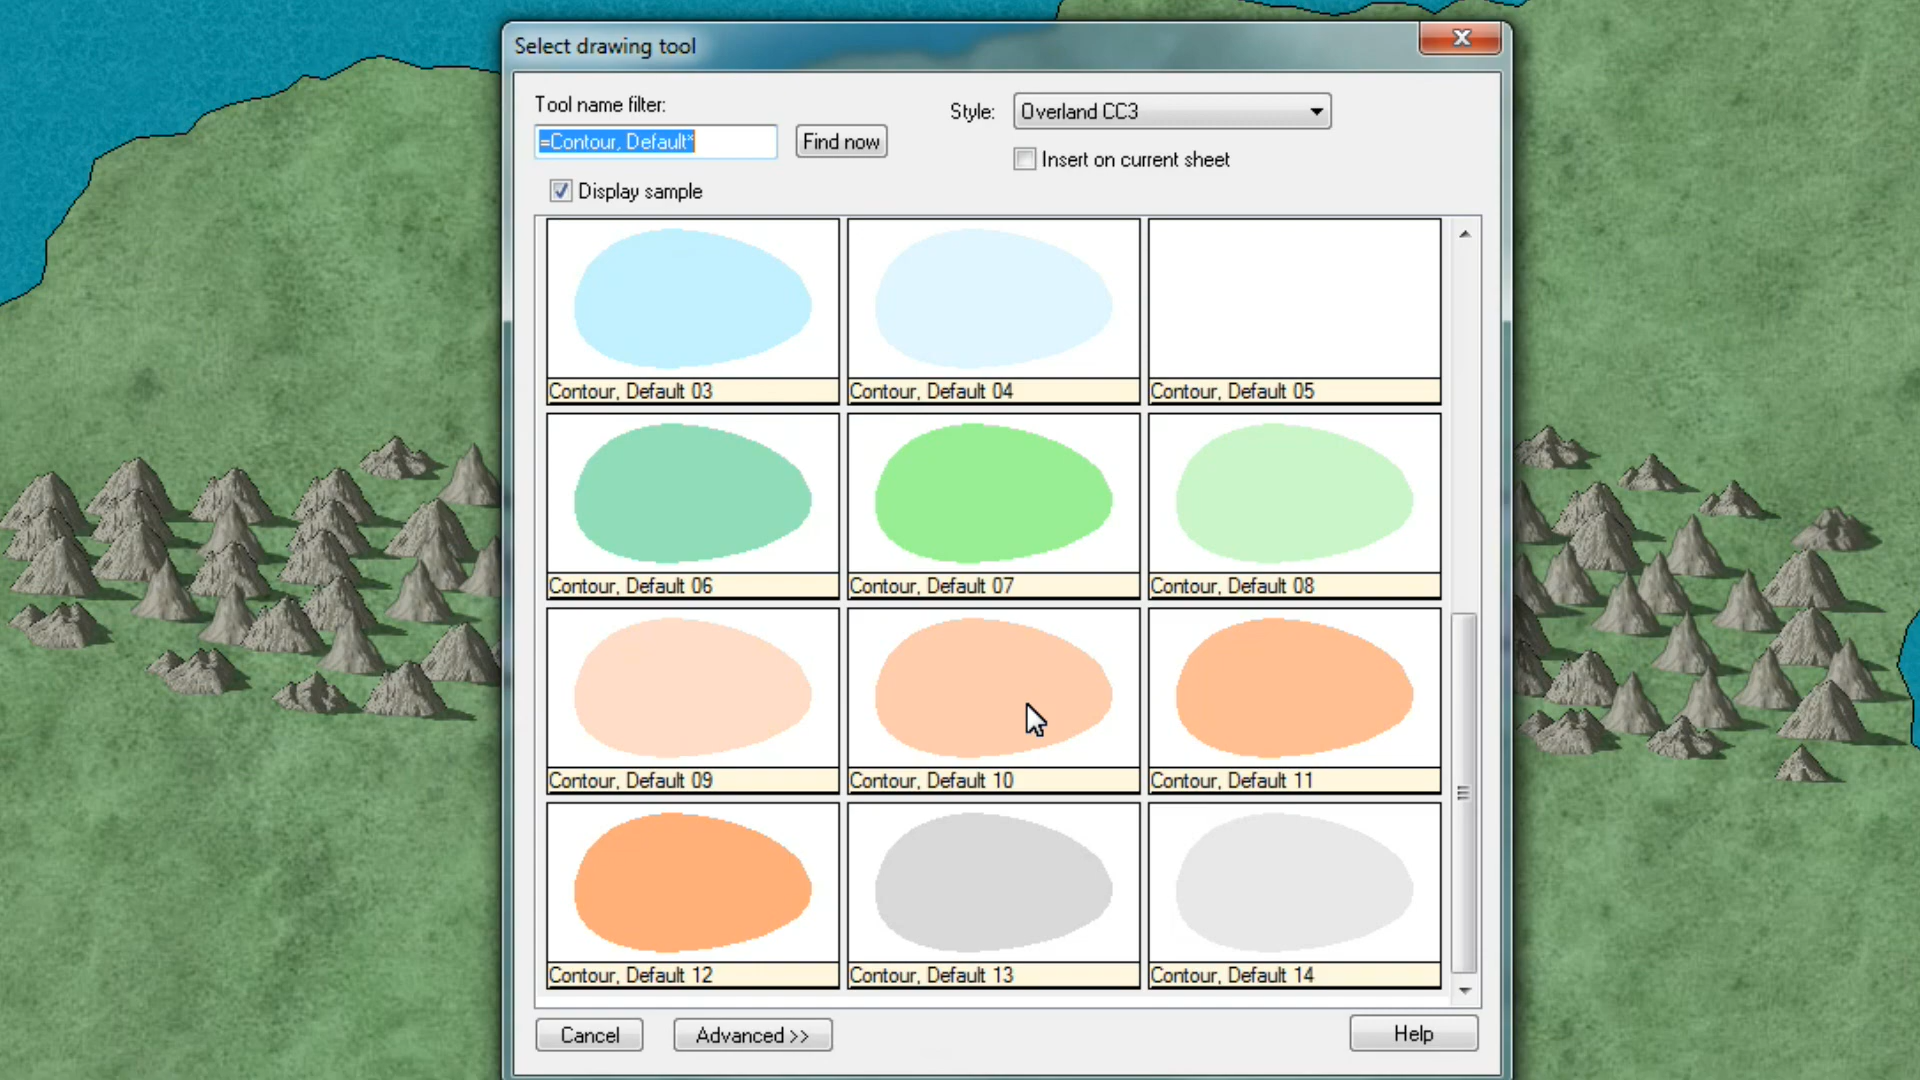 Select drawing tool
Tool name filter:
Style:
Overland CC3
=Contour, Default*
Find now
Insert on current sheet
Display sample
Contour, Default 03
Contour, Default 04
Contour, Default 05
Contour, Default 06
Contour, Default 07
Contour, Default 08
Contour, Default 09
Contour, Default 10
Contour, Default 11
Contour, Default 12
Contour, Default 13
Contour, Default 14
Cancel
Advanced >>
Help